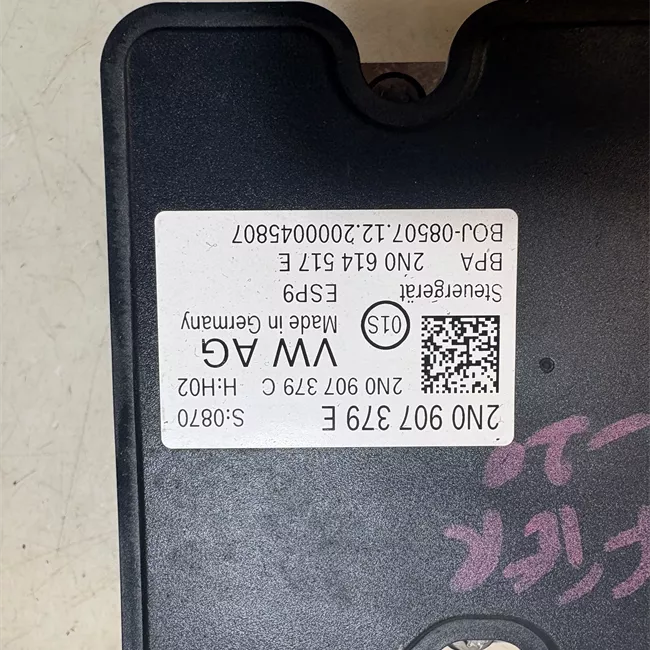 2N0 907 379 E S:0870
2N0 907 379 C H:H02
VW AG
01S Made in Germany
Steuergerät ESP9
BPA 2N0 614 517 E
BOJ-08507.12.2000045807
-20